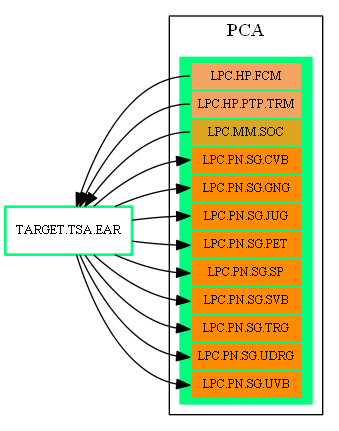 PCA
LPC.HP.FCM
LPC.HP.PTP.TRM
LPC.MM.SOC
LPC.PN.SG.CVB
LPC.PN.SG.GNG
LPC.PN.SG.JUG
TARGET.TSA.EAR
LPC.PN.SG.PET
LPC.PN.SG.SP
LPC.PN.SG.SVB
LPC.PN.SG.TRG
LPC.PN.SG.UDRG
LPC.PN.SG.UVB